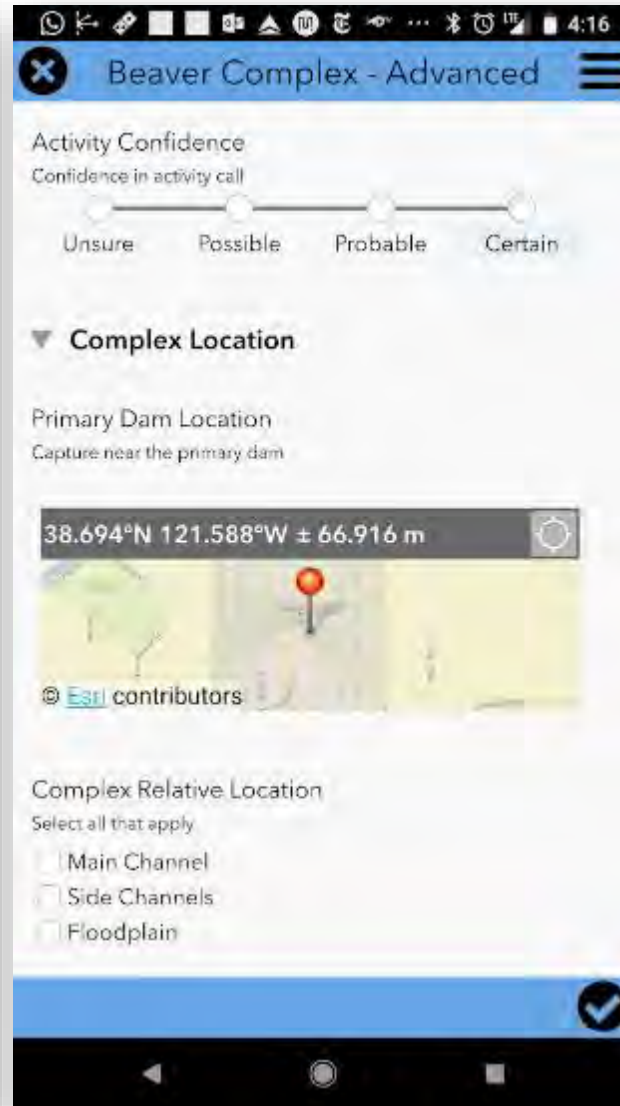 LTE 4:16
Beaver Complex - Advanced
Activity Confidence
Confidence in activity call
Unsure Possible Probable Certain
Complex Location
Primary Dam Location
Capture near the primary dam
38.694°N 121.588°W ± 66.916 m
© Esri contributors
Complex Relative Location
Select all that apply
Main Channel
Side Channels
Floodplain